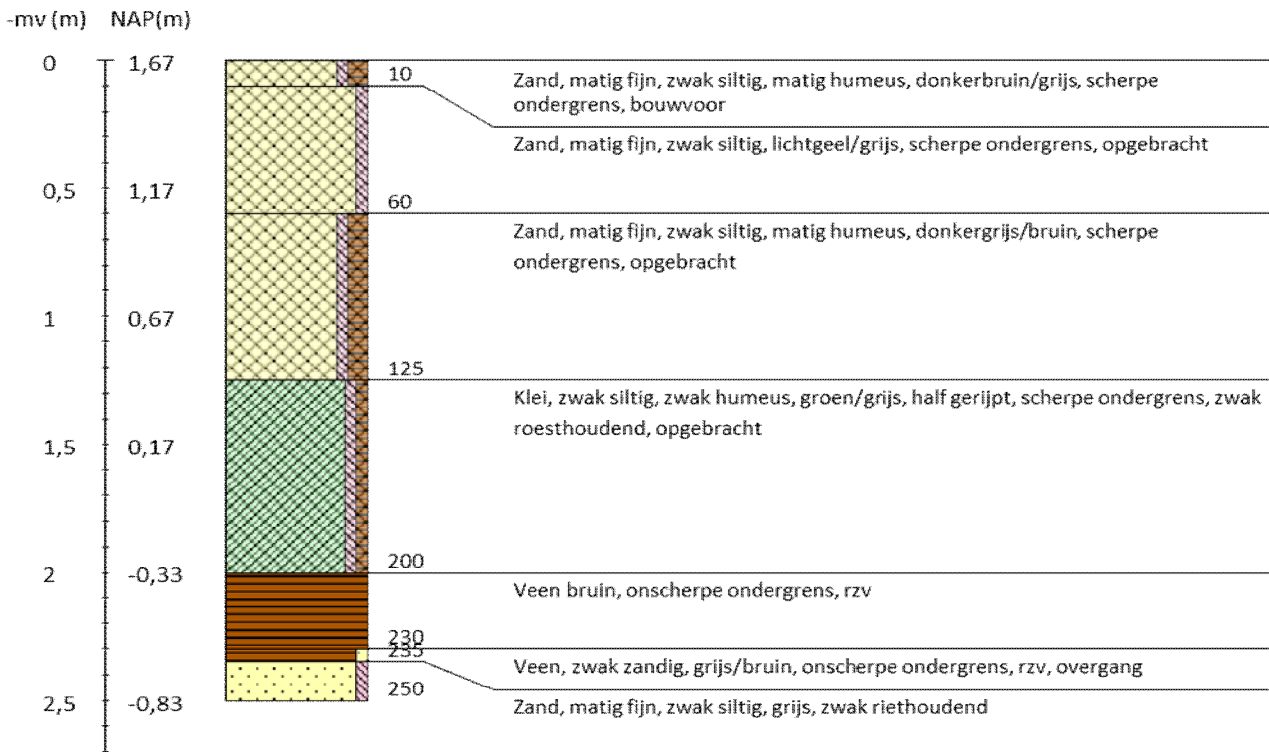 -mv (m) NAP(m)
0 1,67
10
Zand, matig fijn, zwak siltig, matig humeus, donkerbruin/grijs, scherpe
ondergrens, bouwvoor
Zand, matig fijn, zwak siltig, lichtgeel/grijs, scherpe ondergrens, opgebracht
0,5 1,17
60
Zand, matig fijn, zwak siltig, matig humeus, donkergrijs/bruin, scherpe
ondergrens, opgebracht
1 0,67
125
Klei, zwak siltig, zwak humeus, groen/grijs, half gerijpt, scherpe ondergrens, zwak
roesthoudend, opgebracht
1,5 0,17
200
2 -0,33
Veen bruin, onscherpe ondergrens, rzv
230
235
Veen, zwak zandig, grijs/bruin, onscherpe ondergrens, rzv, overgang
250
2,5 -0,83
Zand, matig fijn, zwak siltig, grijs, zwak riethoudend